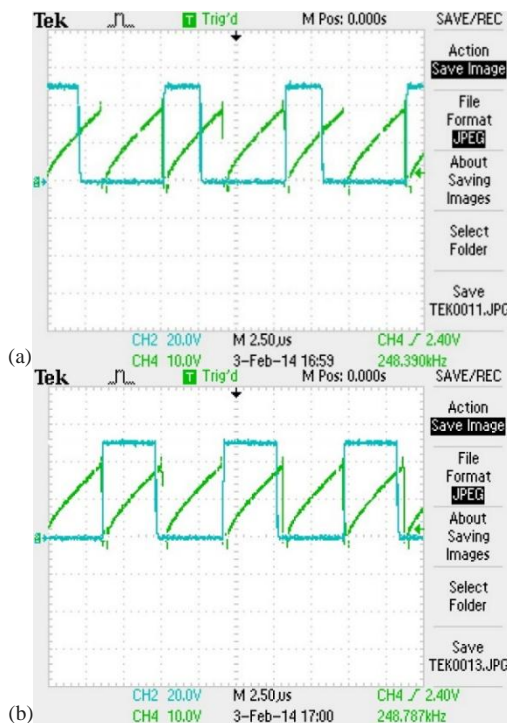 Tek T Trig'd M Pos: 0.000s SAVE/REC
Action
Save Image
File
Format
JPEG
About
Saving
Images
Select
Folder
Save
TEK0011.JPG
CH2 20.0V M 2.50µs CH4 2.40V
(a) CH4 10.0V 3-Feb-14 16:59 248.390kHz
Tek T Trig'd M Pos: 0.000s SAVE/REC
Action
Save Image
File
Format
JPEG
About
Saving
Images
Select
Folder
Save
TEK0013.JPG
CH2 20.0V M 2.50µs CH4 2.40V
(b) CH4 10.0V 3-Feb-14 17:00 248.787kHz